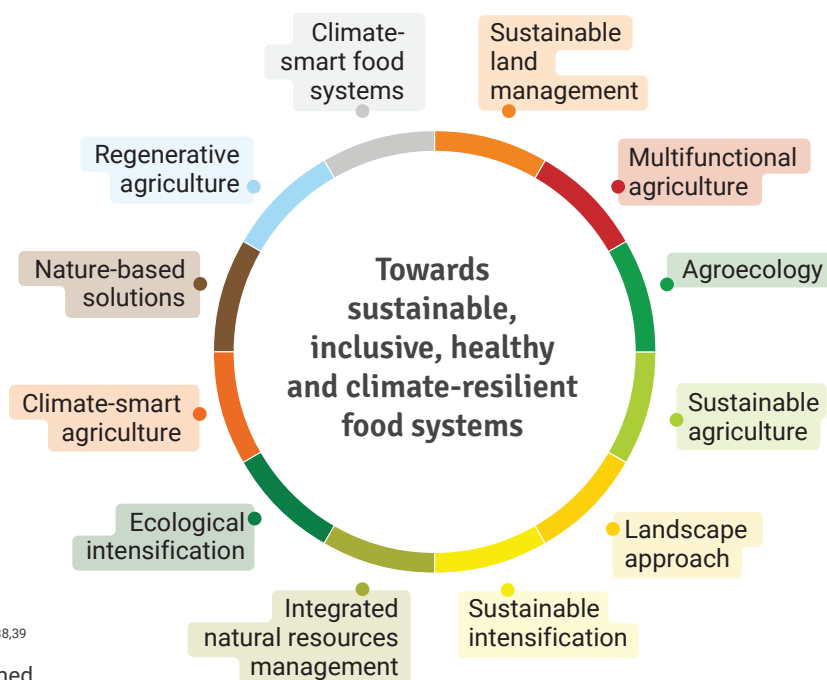 Climate-
smart food
systems
Sustainable
land
management
Multifunctional
agriculture
Agroecology
Sustainable
agriculture
Landscape
approach
Sustainable
intensification
Integrated
natural resources
management
Ecological
intensification
Climate-smart
agriculture
Nature-based
solutions
Regenerative
agriculture
Towards
sustainable,
inclusive, healthy
and climate-resilient
food systems